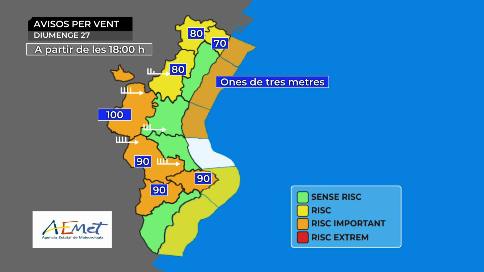 AVISOS PER VENT
DIUMENGE 27
A partir de les 18:00 h
80
70
80
Ones de tres metres
100
90
90
90
SENSE RISC
RISC
RISC IMPORTANT
RISC EXTREM
AEMet
Agencia Estatal de Meteorología